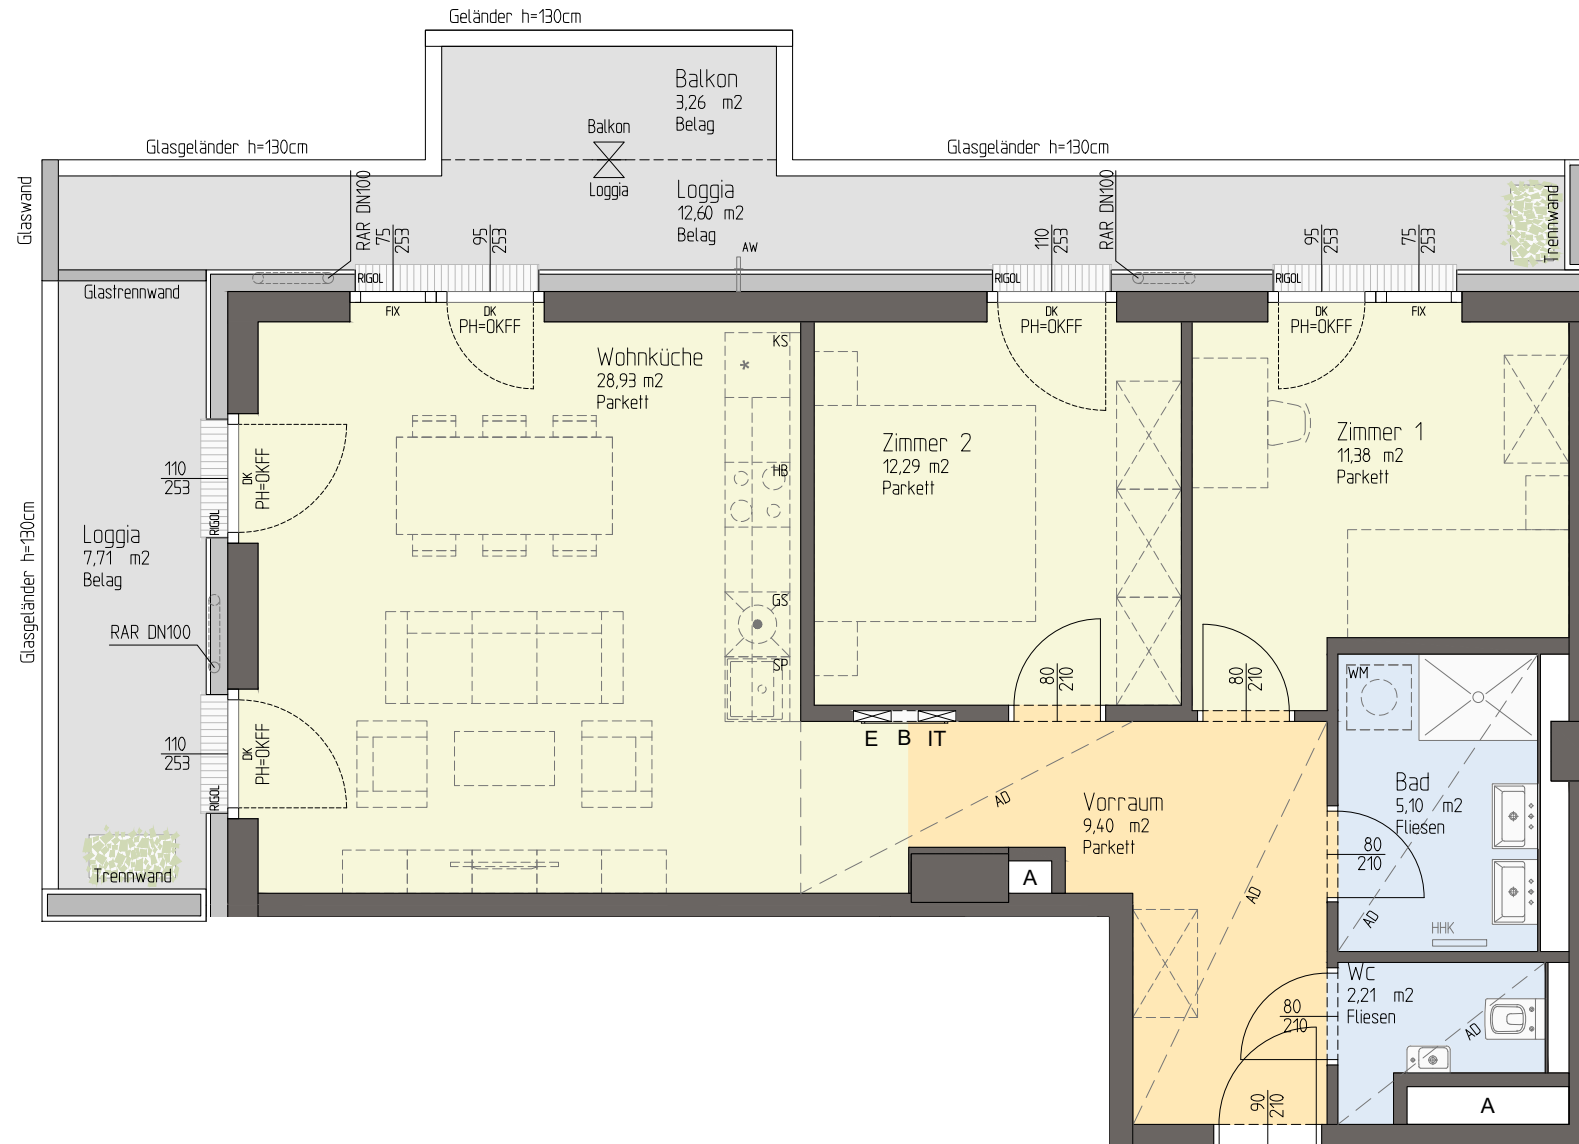 Geländer h=130cm
Balkon
3,26 m2
Belag
Glasgeländer h=130cm
Balkon
Loggia
Glasgeländer h=130cm
Glaswand
Loggia
12,60 m2
Belag
RAR DN100
75
253
95
253
AW
110
253
RAR DN100
95
253
75
253
Trennwand
Glastrennwand
RIGOL
FIX
DK
PH=OKFF
RIGOL
DK
PH=OKFF
RIGOL
DK
PH=OKFF
FIX
Wohnküche
28,93 m2
Parkett
KS
HB
GS
SP
Zimmer 2
12,29 m2
Parkett
Zimmer 1
11,38 m2
Parkett
110
253
DK
PH=OKFF
RIGOL
Glasgeländer h=130cm
Loggia
7,71 m2
Belag
RAR DN100
80
210
80
210
WM
110
253
DK
PH=OKFF
RIGOL
E B IT
AD
Vorraum
9,40 m2
Parkett
Bad
5,10 m2
Fliesen
80
210
AD
AD
HHK
Trennwand
A
Wc
2,21 m2
Fliesen
80
210
AD
90
210
A